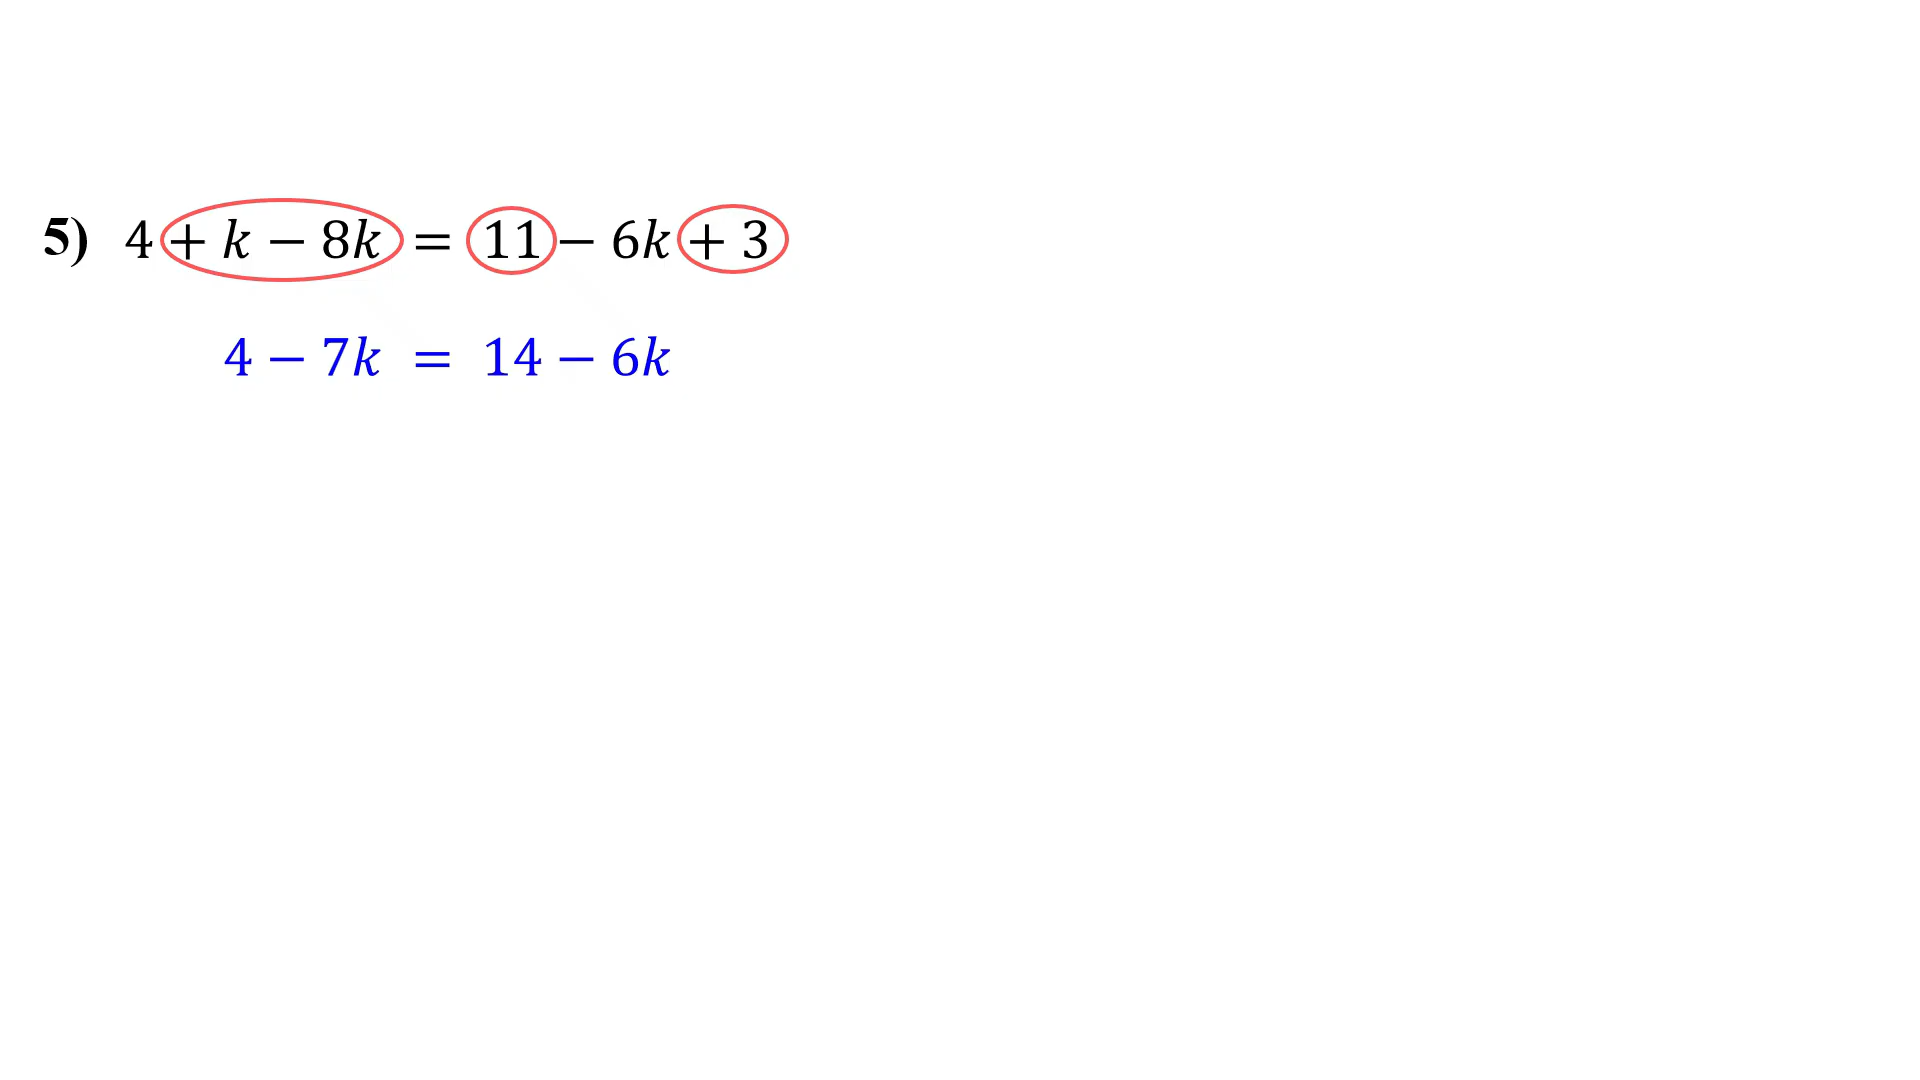 5) 4 + k − 8k = 11 − 6k + 3
4 − 7k = 14 − 6k